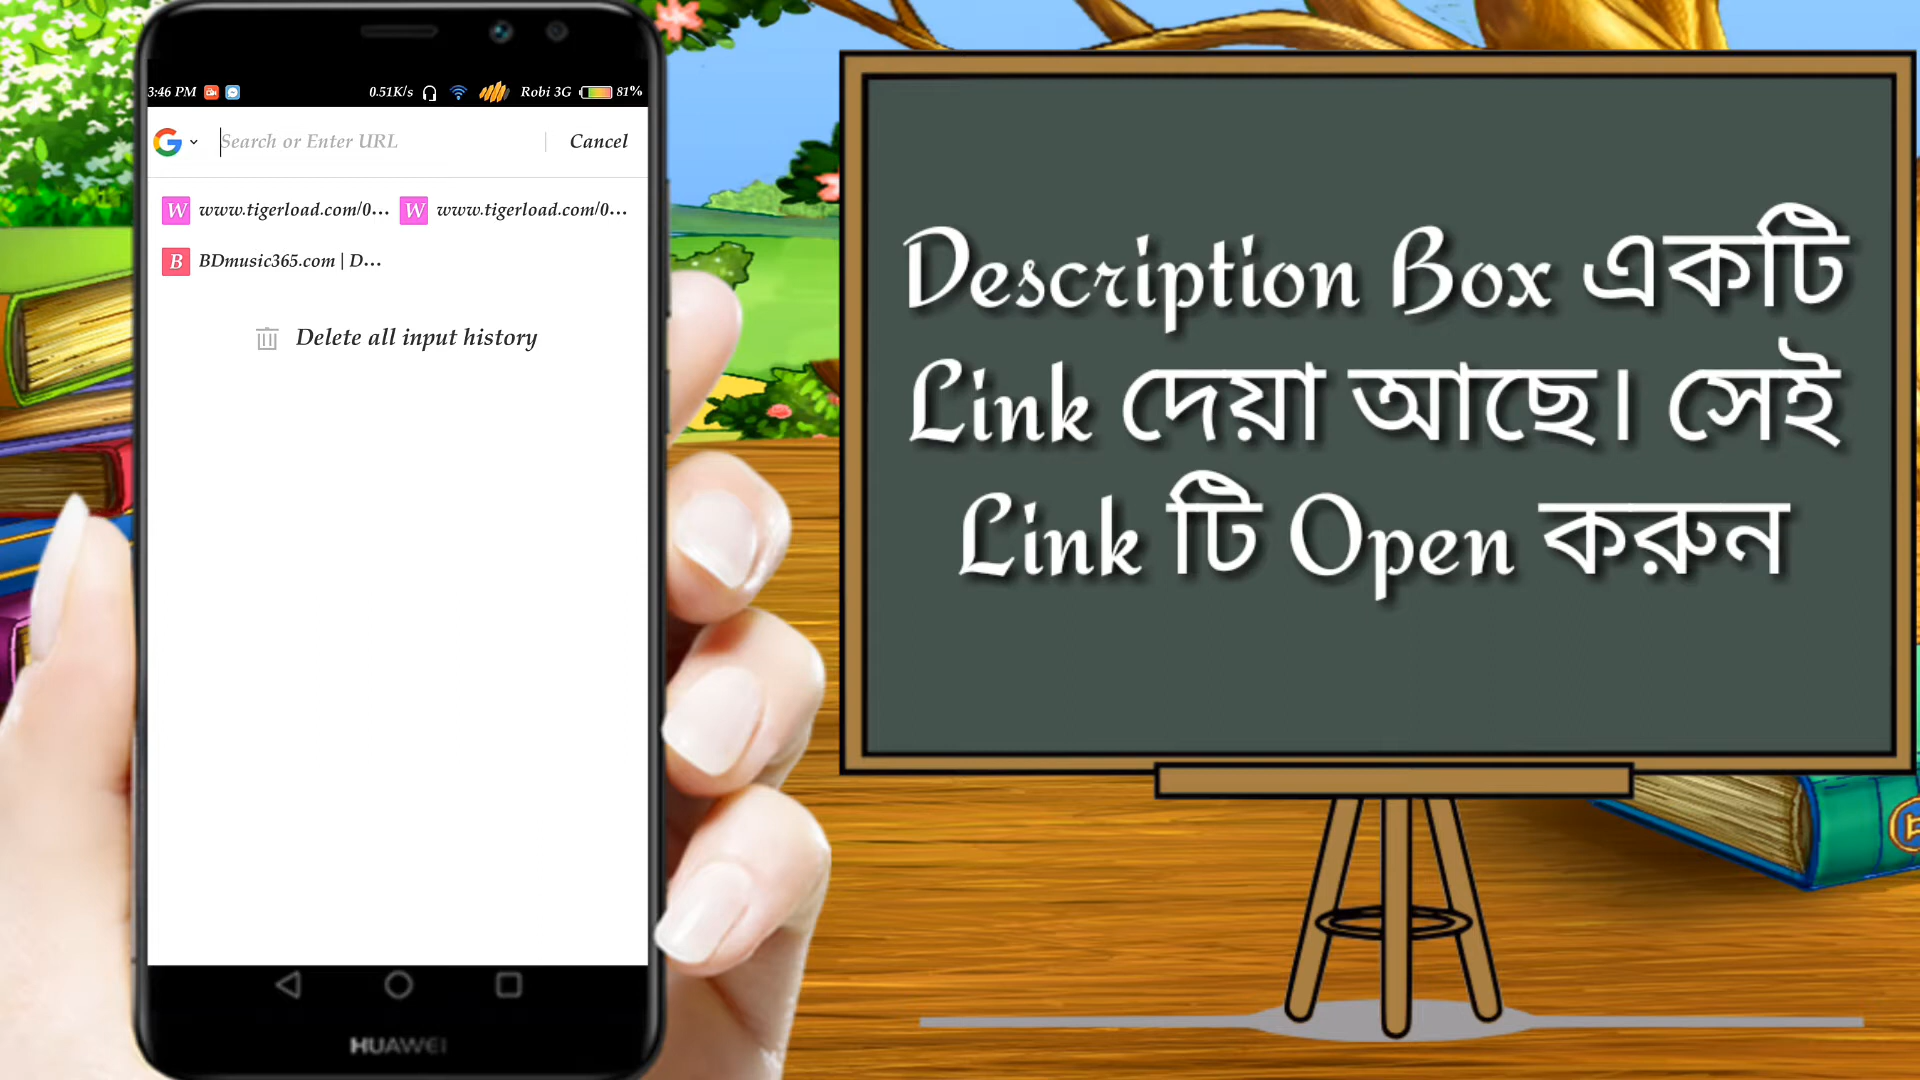 3:46 PM 0.51K/s Robi 3G 81%
Search or Enter URL Cancel
W www.tigerload.com/0... W www.tigerload.com/0...
B BDmusic365.com | D...
Delete all input history
HUAWEI
Description Box একটি
Link দেয়া আছে। সেই
Link টি Open করুন